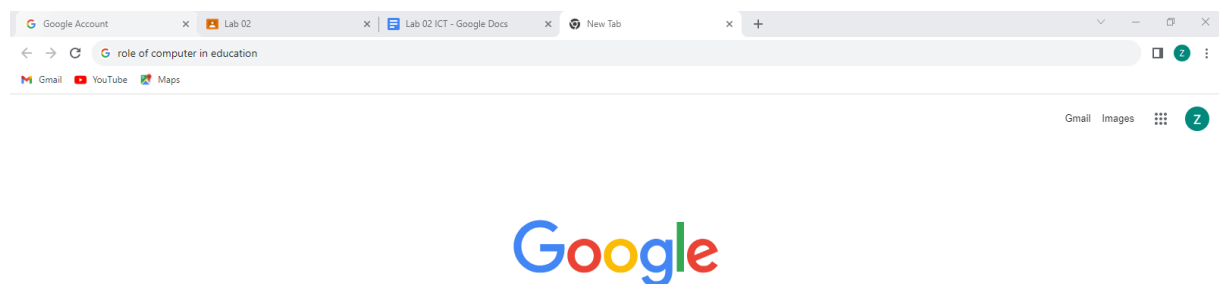 Google Account Lab 02 Lab 02 ICT - Google Docs New Tab
role of computer in education Z
Gmail YouTube Maps
Gmail Images Z
Google